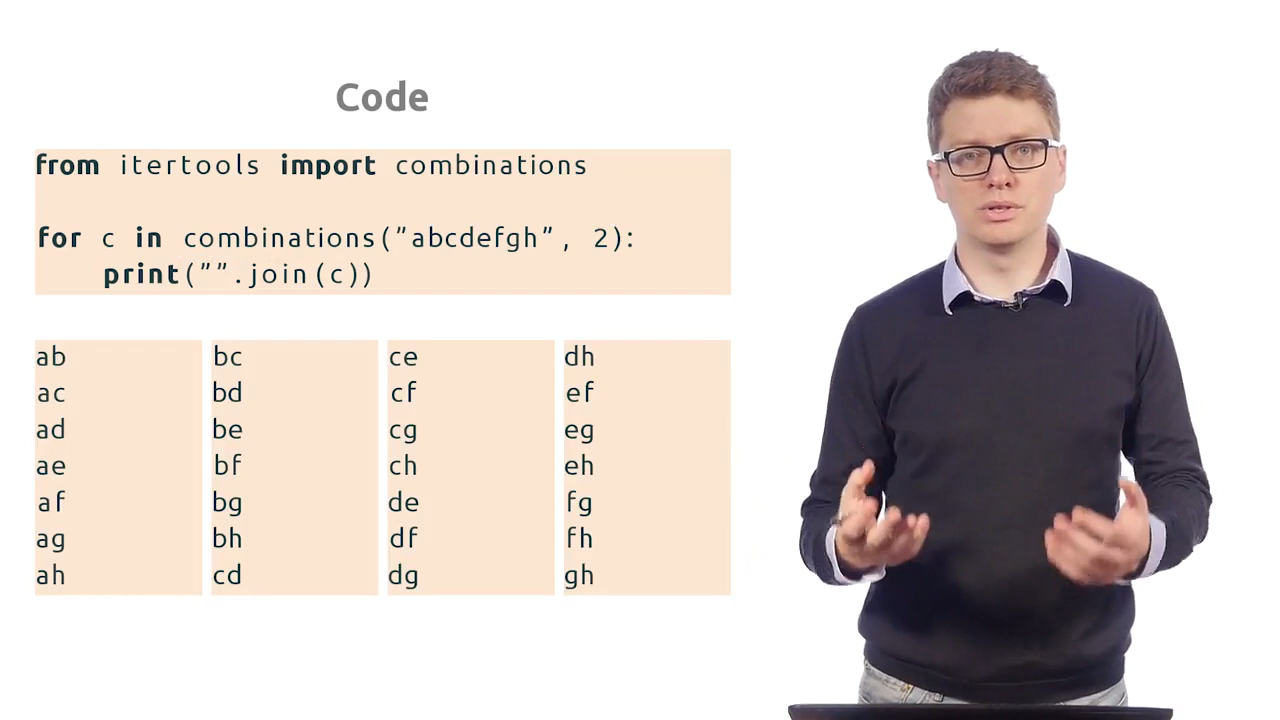 Code
from itertools import combinations
for c in combinations("abcdefgh", 2):
    print("".join(c))
ab
ac
ad
ae
af
ag
ah
bc
bd
be
bf
bg
bh
cd
ce
cf
cg
ch
de
df
dg
dh
ef
eg
eh
fg
fh
gh